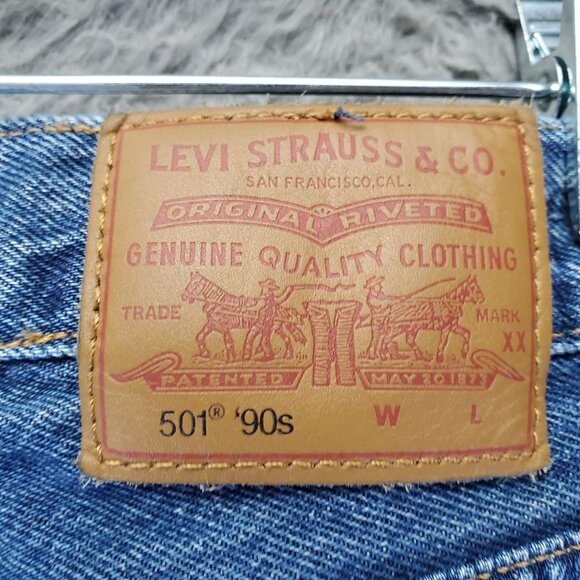 LEVI STRAUSS & CO.
SAN FRANCISCO, CAL.
ORIGINAL RIVETED
GENUINE QUALITY CLOTHING
TRADE MARK
XX
PATENTED MAY 20 1873
501® '90s W L